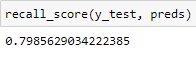 recall_score(y_test, preds)
0.7985629034222385